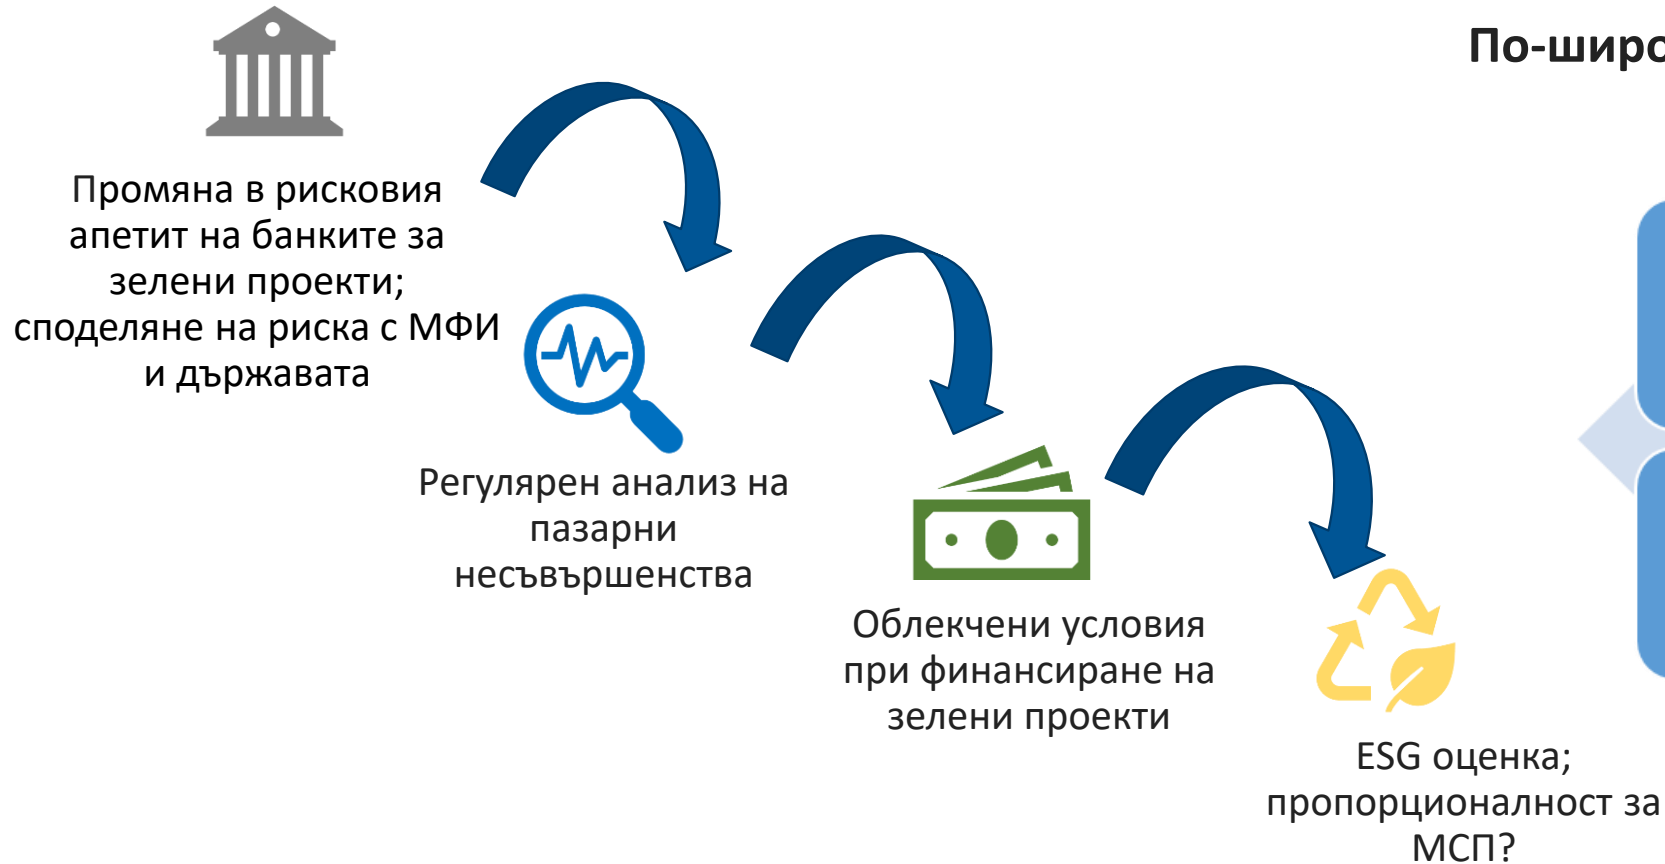 По-широ
Промяна в рисковия
апетит на банките за
зелени проекти;
споделяне на риска с МФИ
и държавата
Регулярен анализ на
пазарни
несъвършенства
Облекчени условия
при финансиране на
зелени проекти
ESG оценка;
пропорционалност за
МСП?